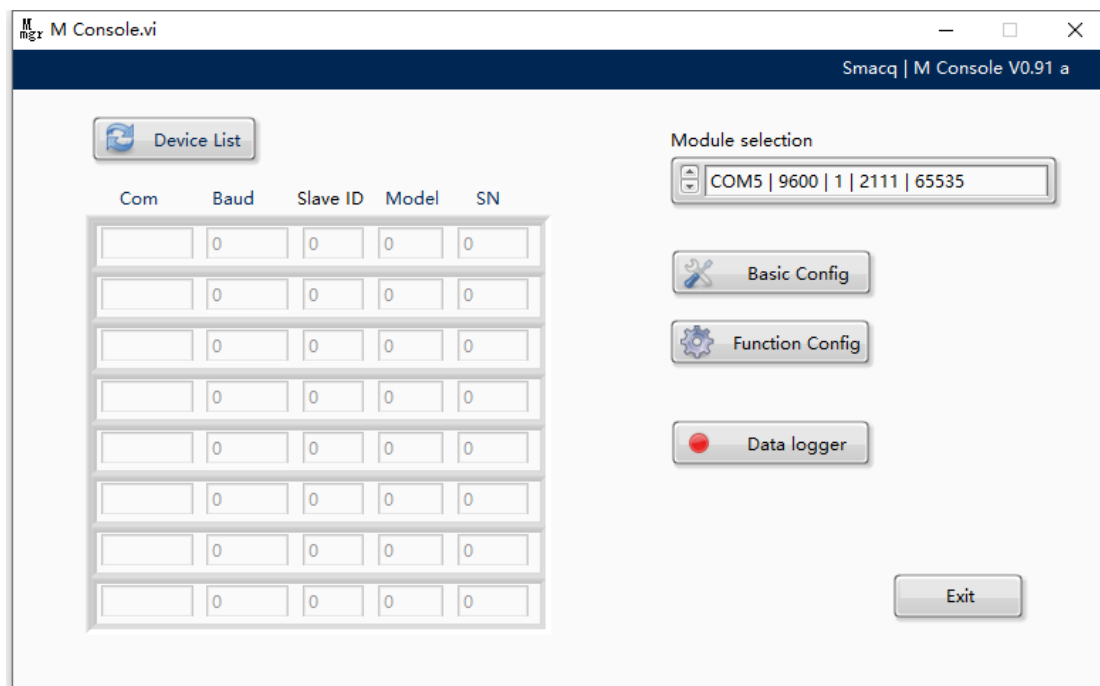 M
mgr M Console.vi
Smacq | M Console V0.91 a
Device List
Module selection
COM5 | 9600 | 1 | 2111 | 65535
Com Baud Slave ID Model SN
0 0 0 0
0 0 0 0
Basic Config
0 0 0 0
Function Config
0 0 0 0
0 0 0 0
Data logger
0 0 0 0
0 0 0 0
0 0 0 0
Exit